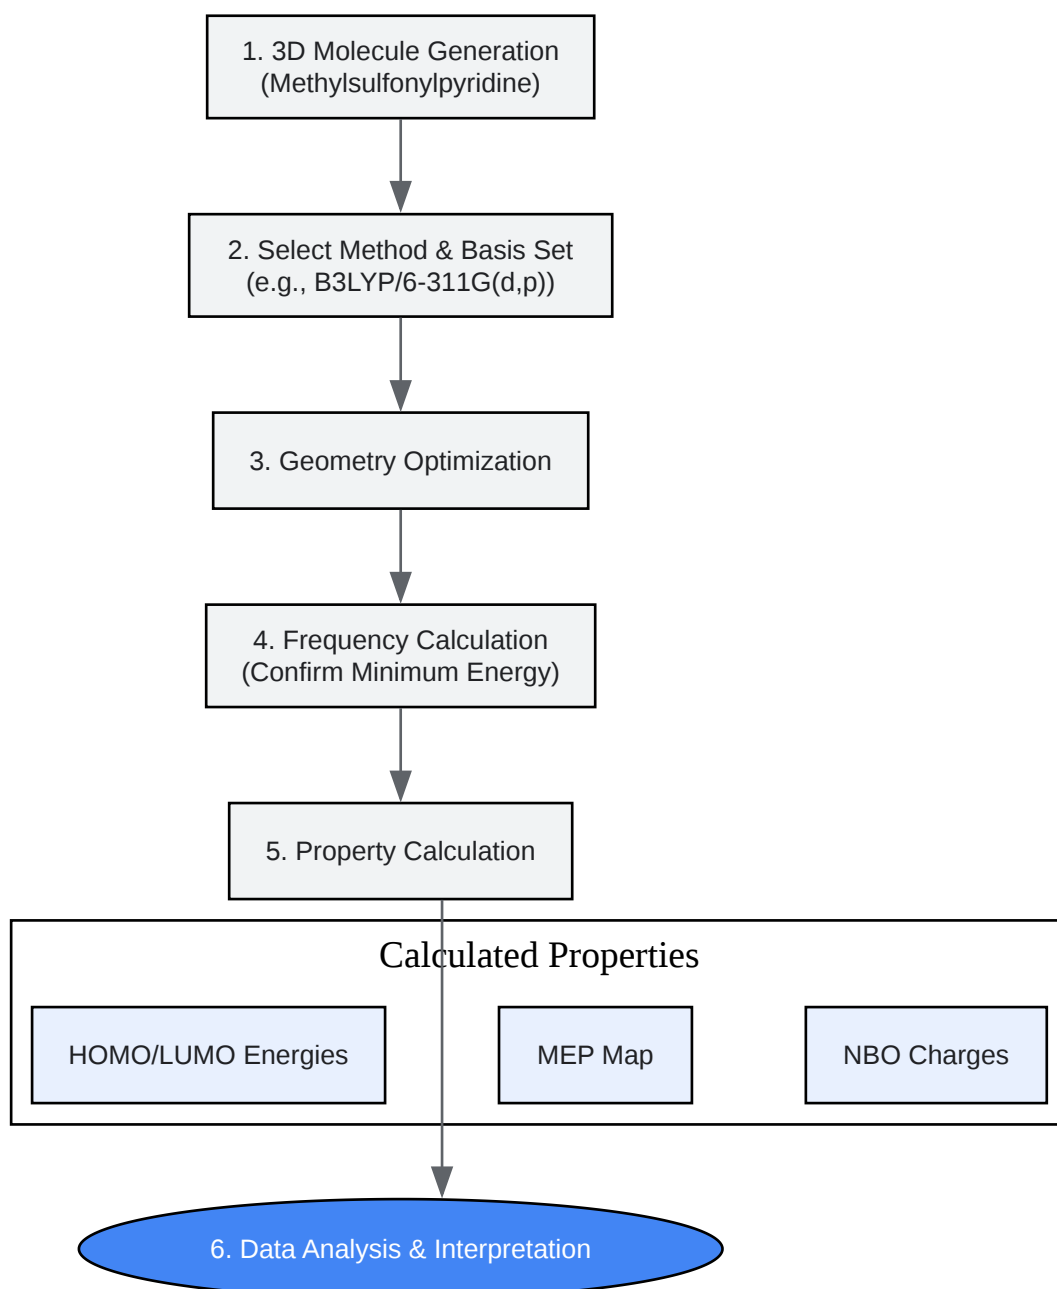 1. 3D Molecule Generation
(Methylsulfonylpyridine)
2. Select Method & Basis Set
(e.g., B3LYP/6-311G(d,p))
3. Geometry Optimization
4. Frequency Calculation
(Confirm Minimum Energy)
5. Property Calculation
Calculated Properties
HOMO/LUMO Energies
MEP Map
NBO Charges
6. Data Analysis & Interpretation